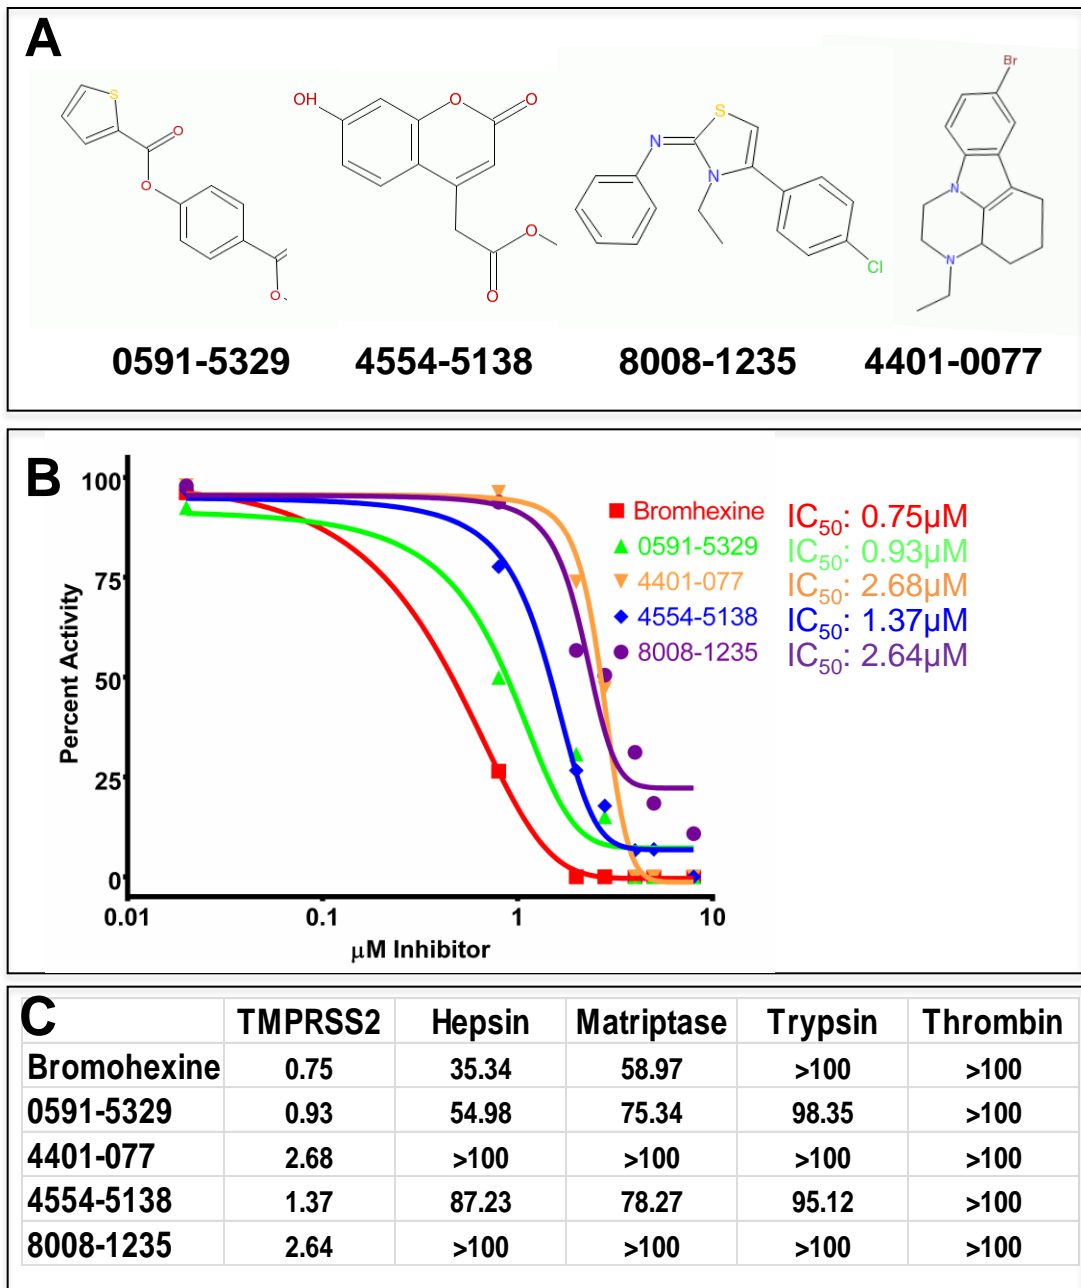 A
S
O
O
OH
O
O
O
O
N
S
N
Cl
Br
N
N
O
O
0591-5329 4554-5138 8008-1235 4401-0077
B
100
75
50
25
0
Percent Activity
0.01 0.1 1 10
μM Inhibitor
Bromhexine IC50: 0.75μM
0591-5329 IC50: 0.93μM
4401-077 IC50: 2.68μM
4554-5138 IC50: 1.37μM
8008-1235 IC50: 2.64μM
C
TMPRSS2 Hepsin Matriptase Trypsin Thrombin
Bromohexine 0.75 35.34 58.97 >100 >100
0591-5329 0.93 54.98 75.34 98.35 >100
4401-077 2.68 >100 >100 >100 >100
4554-5138 1.37 87.23 78.27 95.12 >100
8008-1235 2.64 >100 >100 >100 >100